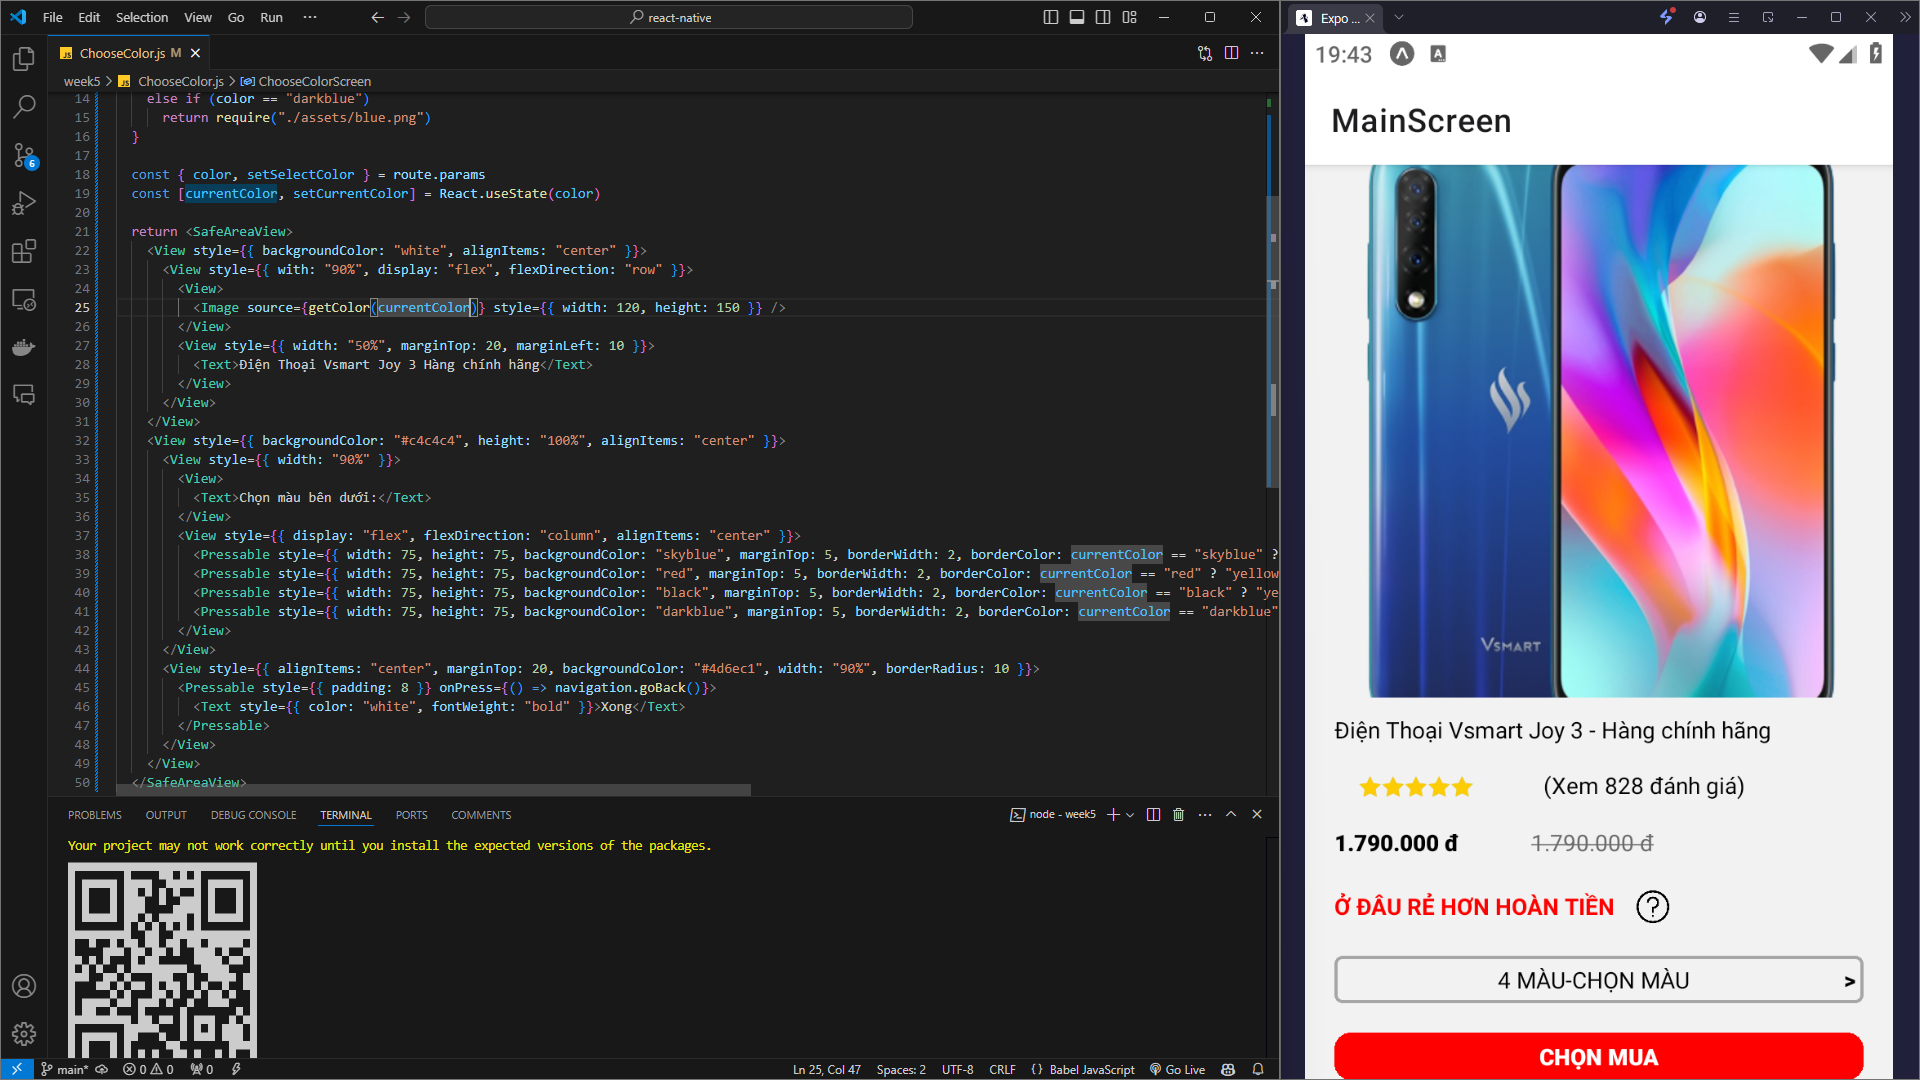 File Edit Selection View Go Run ···
react-native
ChooseColor.js M
week5 > ChooseColor.js > ChooseColorScreen
14 else if (color == "darkblue")
15 return require("./assets/blue.png")
16 }
17
18 const { color, setSelectColor } = route.params
19 const [currentColor, setCurrentColor] = React.useState(color)
20
21 return <SafeAreaView>
22 <View style={{ backgroundColor: "white", alignItems: "center" }}>
23 <View style={{ with: "90%", display: "flex", flexDirection: "row" }}>
24 <View>
25 <Image source={getColor(currentColor)} style={{ width: 120, height: 150 }} />
26 </View>
27 <View style={{ width: "50%", marginTop: 20, marginLeft: 10 }}>
28 <Text>Điện Thoại Vsmart Joy 3 Hàng chính hãng</Text>
29 </View>
30 </View>
31 </View>
32 <View style={{ backgroundColor: "#c4c4c4", height: "100%", alignItems: "center" }}>
33 <View style={{ width: "90%" }}>
34 <View>
35 <Text>Chọn màu bên dưới:</Text>
36 </View>
37 <View style={{ display: "flex", flexDirection: "column", alignItems: "center" }}>
38 <Pressable style={{ width: 75, height: 75, backgroundColor: "skyblue", marginTop: 5, borderWidth: 2, borderColor: currentColor == "skyblue" ?
39 <Pressable style={{ width: 75, height: 75, backgroundColor: "red", marginTop: 5, borderWidth: 2, borderColor: currentColor == "red" ? "yellow
40 <Pressable style={{ width: 75, height: 75, backgroundColor: "black", marginTop: 5, borderWidth: 2, borderColor: currentColor == "black" ? "ye
41 <Pressable style={{ width: 75, height: 75, backgroundColor: "darkblue", marginTop: 5, borderWidth: 2, borderColor: currentColor == "darkblue"
42 </View>
43 </View>
44 <View style={{ alignItems: "center", marginTop: 20, backgroundColor: "#4d6ec1", width: "90%", borderRadius: 10 }}>
45 <Pressable style={{ padding: 8 }} onPress={() => navigation.goBack()}>
46 <Text style={{ color: "white", fontWeight: "bold" }}>Xong</Text>
47 </Pressable>
48 </View>
49 </View>
50 </SafeAreaView>
6
PROBLEMS OUTPUT DEBUG CONSOLE TERMINAL PORTS COMMENTS
node - week5
Your project may not work correctly until you install the expected versions of the packages.
main* 0 0 0 Ln 25, Col 47 Spaces: 2 UTF-8 CRLF {} Babel JavaScript Go Live
Expo ...
19:43
MainScreen
VSMART
Điện Thoại Vsmart Joy 3 - Hàng chính hãng
(Xem 828 đánh giá)
1.790.000 đ 1.790.000 đ
Ở ĐÂU RẺ HƠN HOÀN TIỀN ?
4 MÀU-CHỌN MÀU >
CHỌN MUA